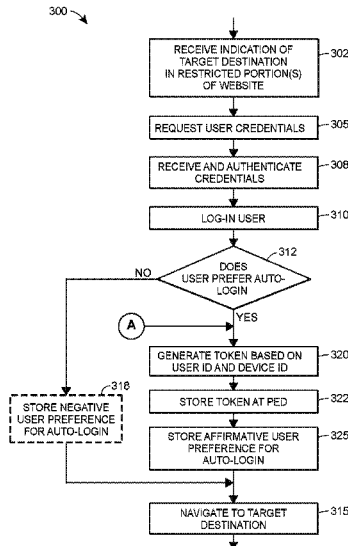 300
RECEIVE INDICATION OF
TARGET DESTINATION
IN RESTRICTED PORTION(S)
OF WEBSITE
302
REQUEST USER CREDENTIALS
305
RECEIVE AND AUTHENTICATE
CREDENTIALS
308
LOG-IN USER
310
312
DOES
USER PREFER AUTO-
LOGIN
NO
YES
A
GENERATE TOKEN BASED ON
USER ID AND DEVICE ID
320
STORE TOKEN AT PED
322
318
STORE NEGATIVE
USER PREFERENCE
FOR AUTO-LOGIN
STORE AFFIRMATIVE USER
PREFERENCE FOR
AUTO-LOGIN
325
NAVIGATE TO TARGET
DESTINATION
315